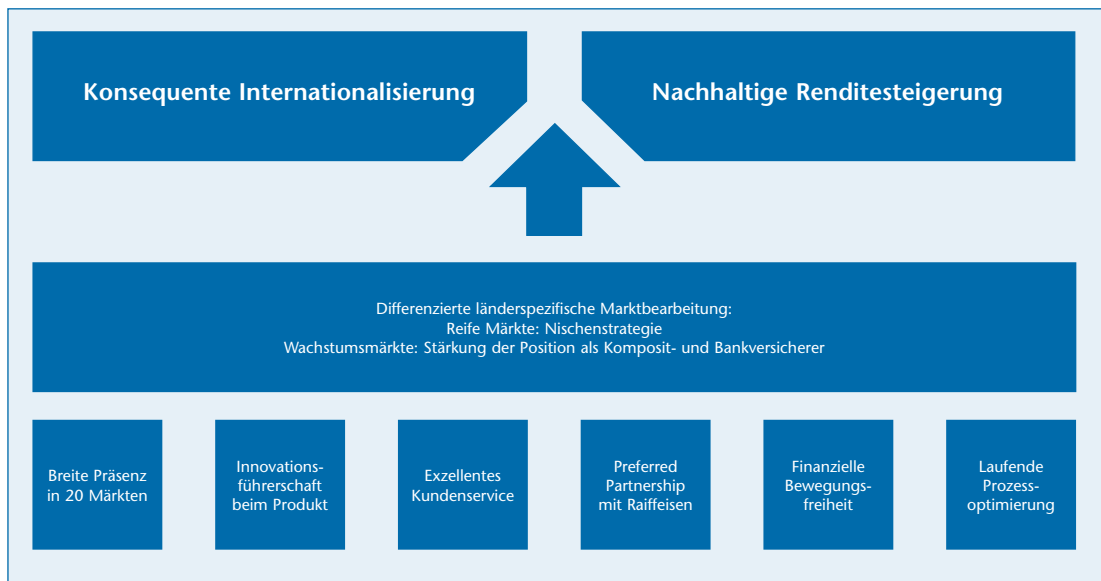 Konsequente Internationalisierung
Nachhaltige Renditesteigerung
Differenzierte länderspezifische Marktbearbeitung:
Reife Märkte: Nischenstrategie
Wachstumsmärkte: Stärkung der Position als Komposit- und Bankversicherer
Breite Präsenz
in 20 Märkten
Innovations-
führerschaft
beim Produkt
Exzellentes
Kundenservice
Preferred
Partnership
mit Raiffeisen
Finanzielle
Bewegungs-
freiheit
Laufende
Prozess-
optimierung